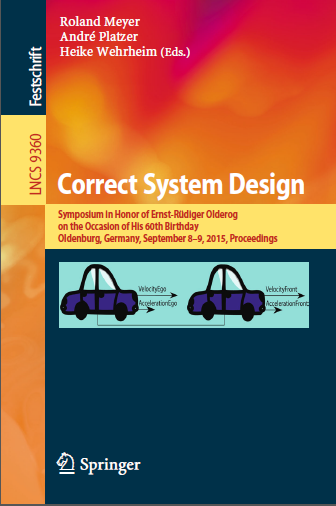 Roland Meyer
André Platzer
Heike Wehrheim (Eds.)
Festschrift
LNCS 9360
Correct System Design
Symposium in Honor of Ernst-Rüdiger Olderog
on the Occasion of His 60th Birthday
Oldenburg, Germany, September 8–9, 2015, Proceedings
VelocityEgo
AccelerationEgo
VelocityFront
AccelerationFront
Springer